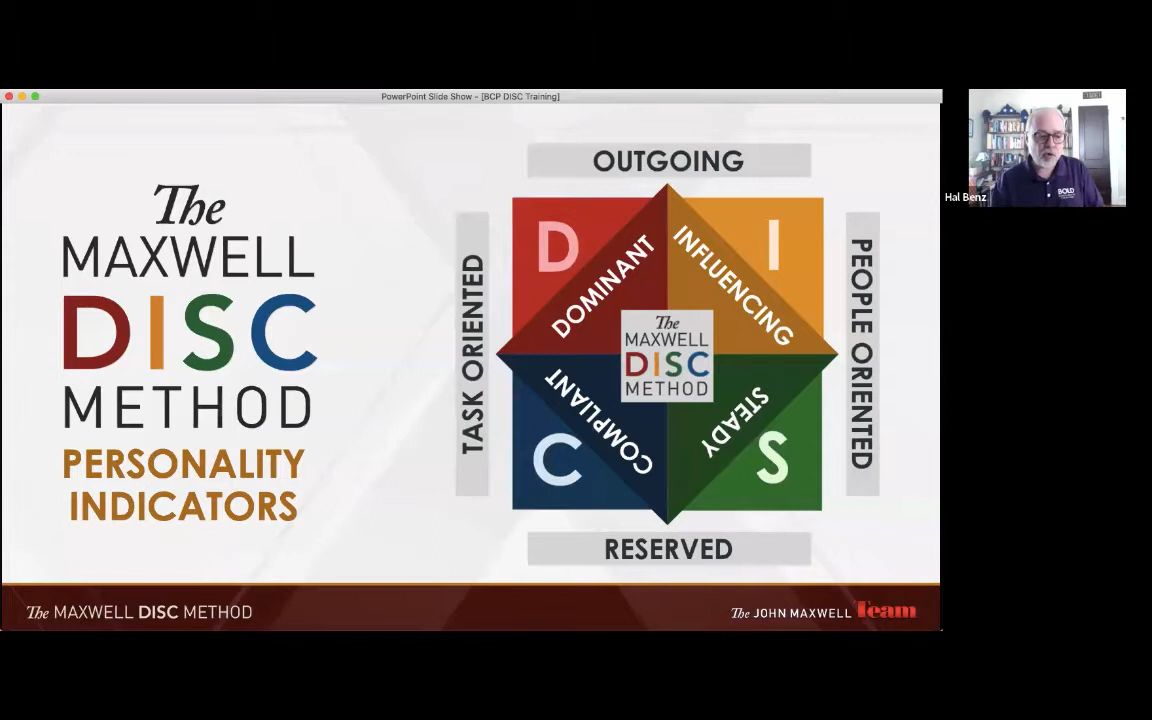 PowerPoint Slide Show - [BCP DISC Training]
The
MAXWELL
DISC
METHOD
PERSONALITY
INDICATORS
OUTGOING
TASK ORIENTED
D
DOMINANT
I
INFLUENCING
The
MAXWELL
DISC
METHOD
C
COMPLIANT
S
STEADY
PEOPLE ORIENTED
RESERVED
The MAXWELL DISC METHOD
The JOHN MAXWELL Team
BOLD
Hal Benz